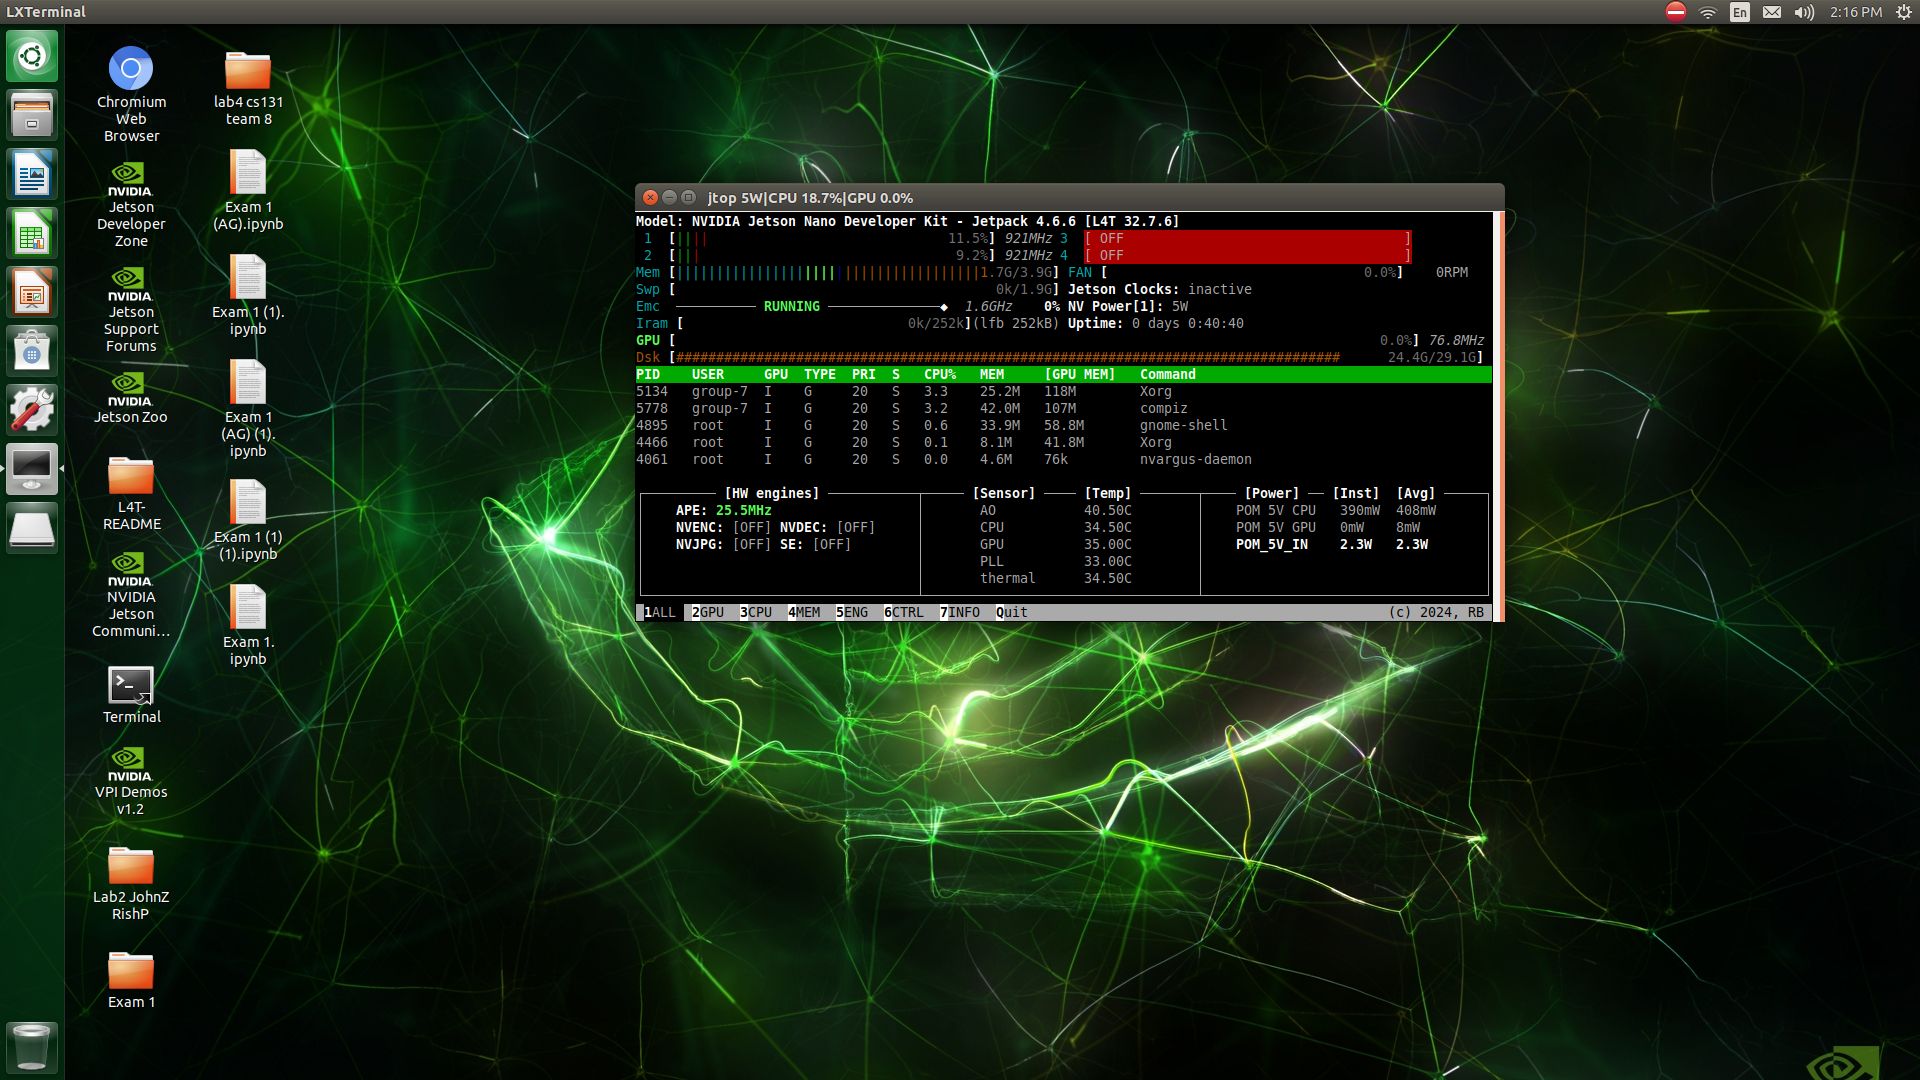 LXTerminal
En
2:16 PM
Chromium
Web
Browser
NVIDIA.
Jetson
Developer
Zone
NVIDIA.
Jetson
Support
Forums
NVIDIA.
Jetson Zoo
L4T-
README
NVIDIA.
NVIDIA
Jetson
Communi...
Terminal
NVIDIA.
VPI Demos
v1.2
Lab2 JohnZ
RishP
Exam 1
lab4 cs131
team 8
Exam 1
(AG).ipynb
Exam 1 (1).
ipynb
Exam 1
(AG) (1).
ipynb
Exam 1 (1)
(1).ipynb
Exam 1.
ipynb
jtop 5W|CPU 18.7%|GPU 0.0%
Model: NVIDIA Jetson Nano Developer Kit - Jetpack 4.6.6 [L4T 32.7.6]
1 [|||| 11.5%] 921MHz 3 [ OFF ]
2 [||| 9.2%] 921MHz 4 [ OFF ]
Mem [||||||||||||||||||||||||||||||||||||||1.7G/3.9G] FAN [ 0.0%] 0RPM
Swp [ 0k/1.9G] Jetson Clocks: inactive
Emc RUNNING 1.6GHz 0% NV Power[1]: 5W
Iram [ 0k/252k](lfb 252kB) Uptime: 0 days 0:40:40
GPU [ 0.0%] 76.8MHz
Dsk [################################################################################### 24.4G/29.1G]
PID USER GPU TYPE PRI S CPU% MEM [GPU MEM] Command
5134 group-7 I G 20 S 3.3 25.2M 118M Xorg
5778 group-7 I G 20 S 3.2 42.0M 107M compiz
4895 root I G 20 S 0.6 33.9M 58.8M gnome-shell
4466 root I G 20 S 0.1 8.1M 41.8M Xorg
4061 root I G 20 S 0.0 4.6M 76k nvargus-daemon
[HW engines] [Sensor] [Temp] [Power] [Inst] [Avg]
APE: 25.5MHz AO 40.50C POM 5V CPU 390mW 408mW
NVENC: [OFF] NVDEC: [OFF] CPU 34.50C POM 5V GPU 0mW 8mW
NVJPG: [OFF] SE: [OFF] GPU 35.00C POM_5V_IN 2.3W 2.3W
PLL 33.00C
thermal 34.50C
1ALL 2GPU 3CPU 4MEM 5ENG 6CTRL 7INFO Quit (c) 2024, RB